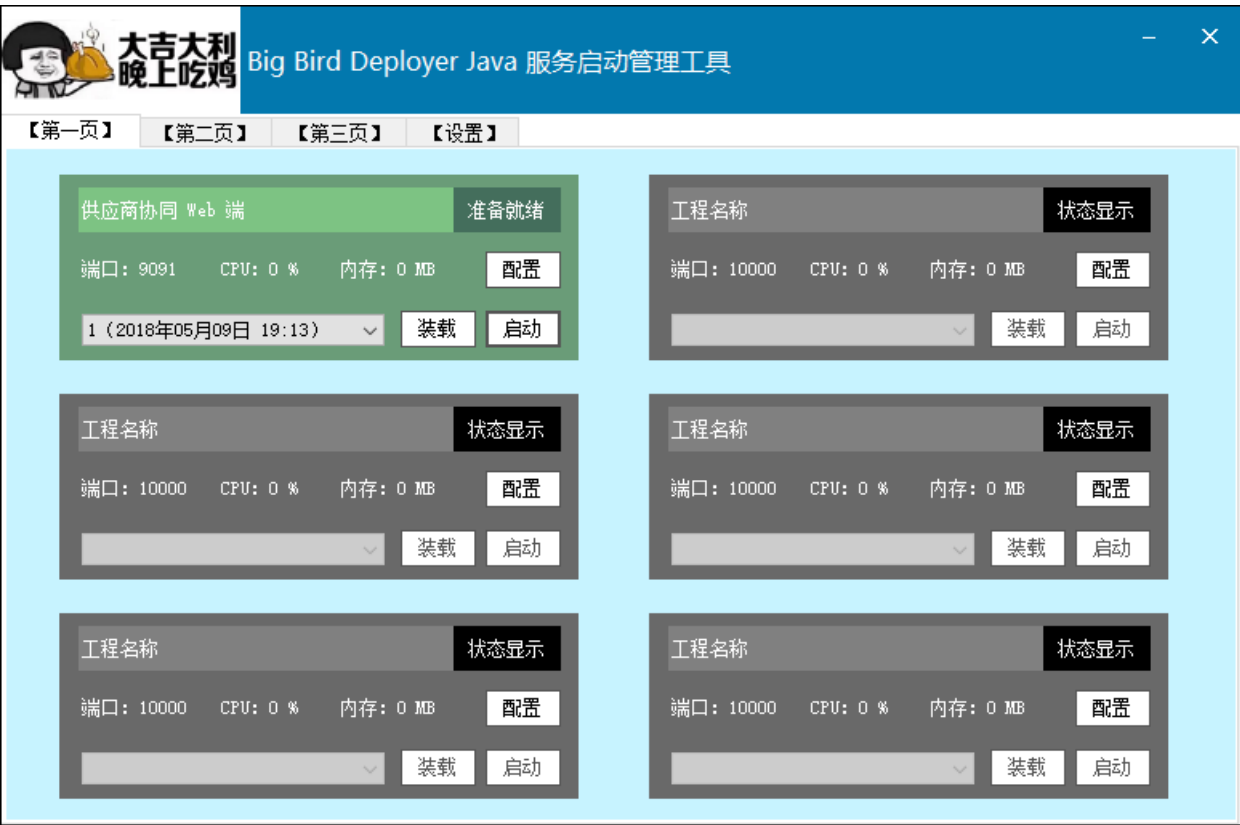 大吉大利
晚上吃鸡
Big Bird Deployer Java 服务启动管理工具
【第一页】 【第二页】 【第三页】 【设置】
供应商协同 Web 端 准备就绪
端口: 9091 CPU: 0 % 内存: 0 MB 配置
1 (2018年05月09日 19:13) 装载 启动
工程名称 状态显示
端口: 10000 CPU: 0 % 内存: 0 MB 配置
装载 启动
工程名称 状态显示
端口: 10000 CPU: 0 % 内存: 0 MB 配置
装载 启动
工程名称 状态显示
端口: 10000 CPU: 0 % 内存: 0 MB 配置
装载 启动
工程名称 状态显示
端口: 10000 CPU: 0 % 内存: 0 MB 配置
装载 启动
工程名称 状态显示
端口: 10000 CPU: 0 % 内存: 0 MB 配置
装载 启动